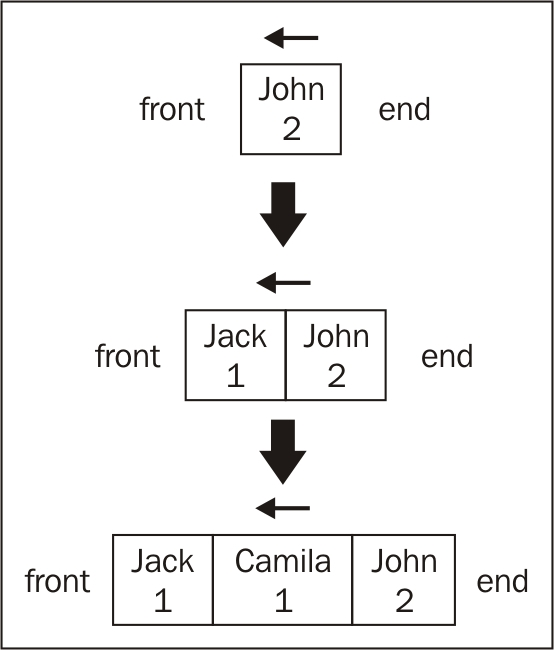 front John end
2
front Jack John end
1 2
front Jack Camila John end
1 1 2